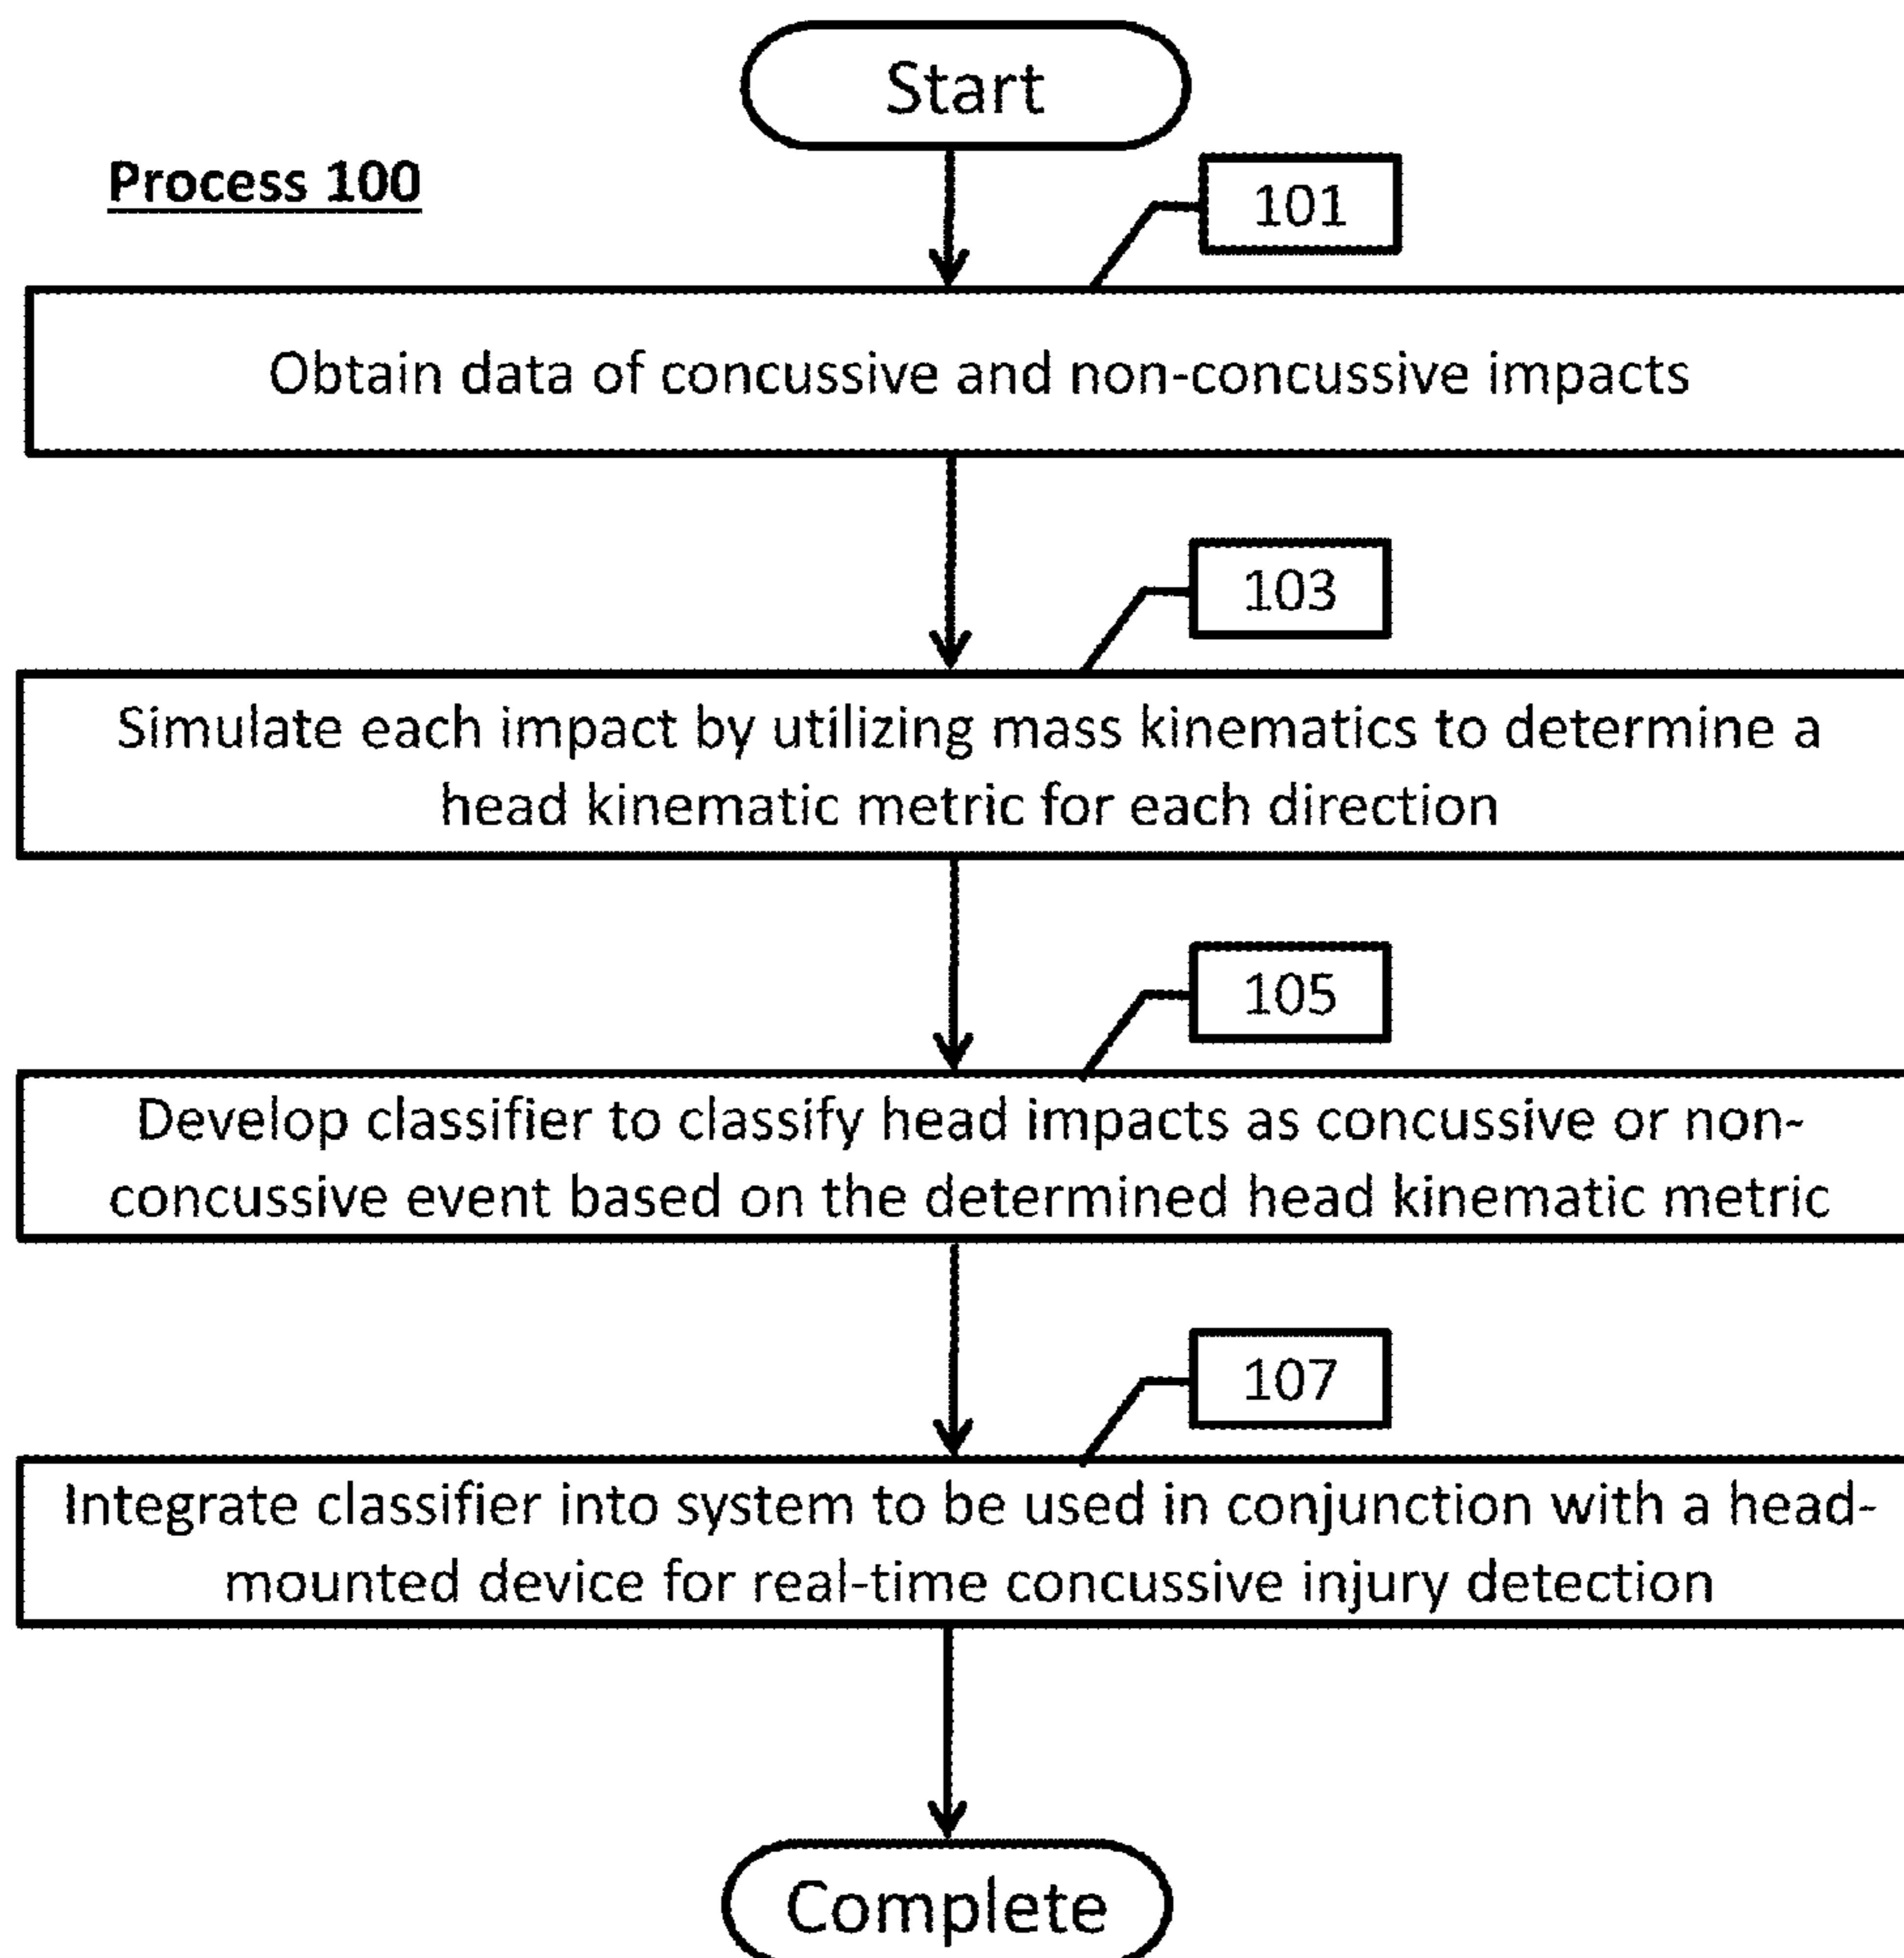 Start
Process 100
101
Obtain data of concussive and non-concussive impacts
103
Simulate each impact by utilizing mass kinematics to determine a
head kinematic metric for each direction
105
Develop classifier to classify head impacts as concussive or non-
concussive event based on the determined head kinematic metric
107
Integrate classifier into system to be used in conjunction with a head-
mounted device for real-time concussive injury detection
Complete